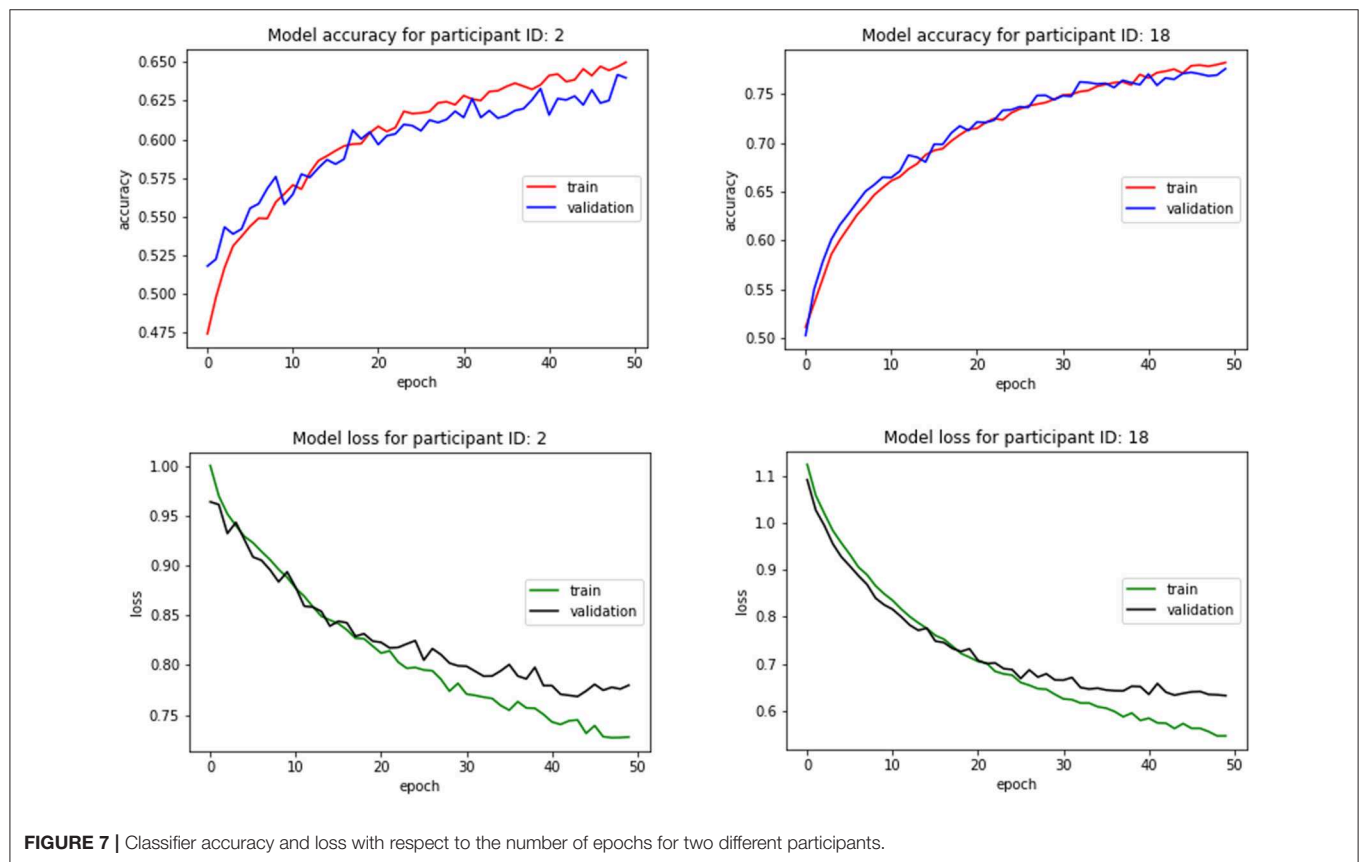 Model accuracy for participant ID: 2
0.650
0.625
0.600
0.575
0.550
0.525
0.500
0.475
accuracy
train
validation
0 10 20 30 40 50
epoch
Model accuracy for participant ID: 18
0.75
0.70
0.65
0.60
0.55
0.50
accuracy
train
validation
0 10 20 30 40 50
epoch
Model loss for participant ID: 2
1.00
0.95
0.90
0.85
0.80
0.75
loss
train
validation
0 10 20 30 40 50
epoch
Model loss for participant ID: 18
1.1
1.0
0.9
0.8
0.7
0.6
loss
train
validation
0 10 20 30 40 50
epoch
FIGURE 7 | Classifier accuracy and loss with respect to the number of epochs for two different participants.